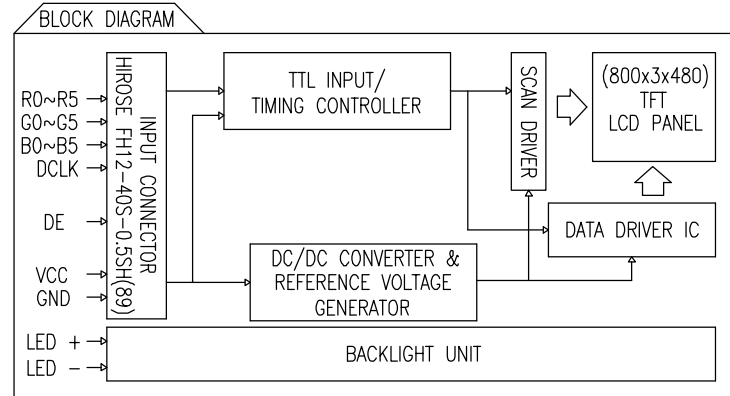 BLOCK DIAGRAM
R0~R5
G0~G5
B0~B5
DCLK
DE
VCC
GND
LED +
LED -
INPUT CONNECTOR
HIROSE FH12-40S-0.5SH(89)
TTL INPUT/
TIMING CONTROLLER
SCAN DRIVER
(800x3x480)
TFT
LCD PANEL
DATA DRIVER IC
DC/DC CONVERTER &
REFERENCE VOLTAGE
GENERATOR
BACKLIGHT UNIT